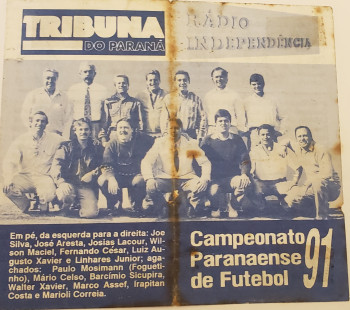 TRIBUNA
DO PARANÁ
RÁDIO
INDEPENDÊNCIA
Em pé, da esquerda para a direita: Joe
Silva, José Aresta, Josias Lacour, Wil-
son Maciel, Fernando César, Luiz Au-
gusto Xavier e Linhares Junior; aga-
chados: Paulo Mosimann (Fogueti-
nho), Mário Celso, Barcímio Sicupira,
Walter Xavier, Marco Assef, Irapitan
Costa e Marioli Correia.
Campeonato
Paranaense
de Futebol
91